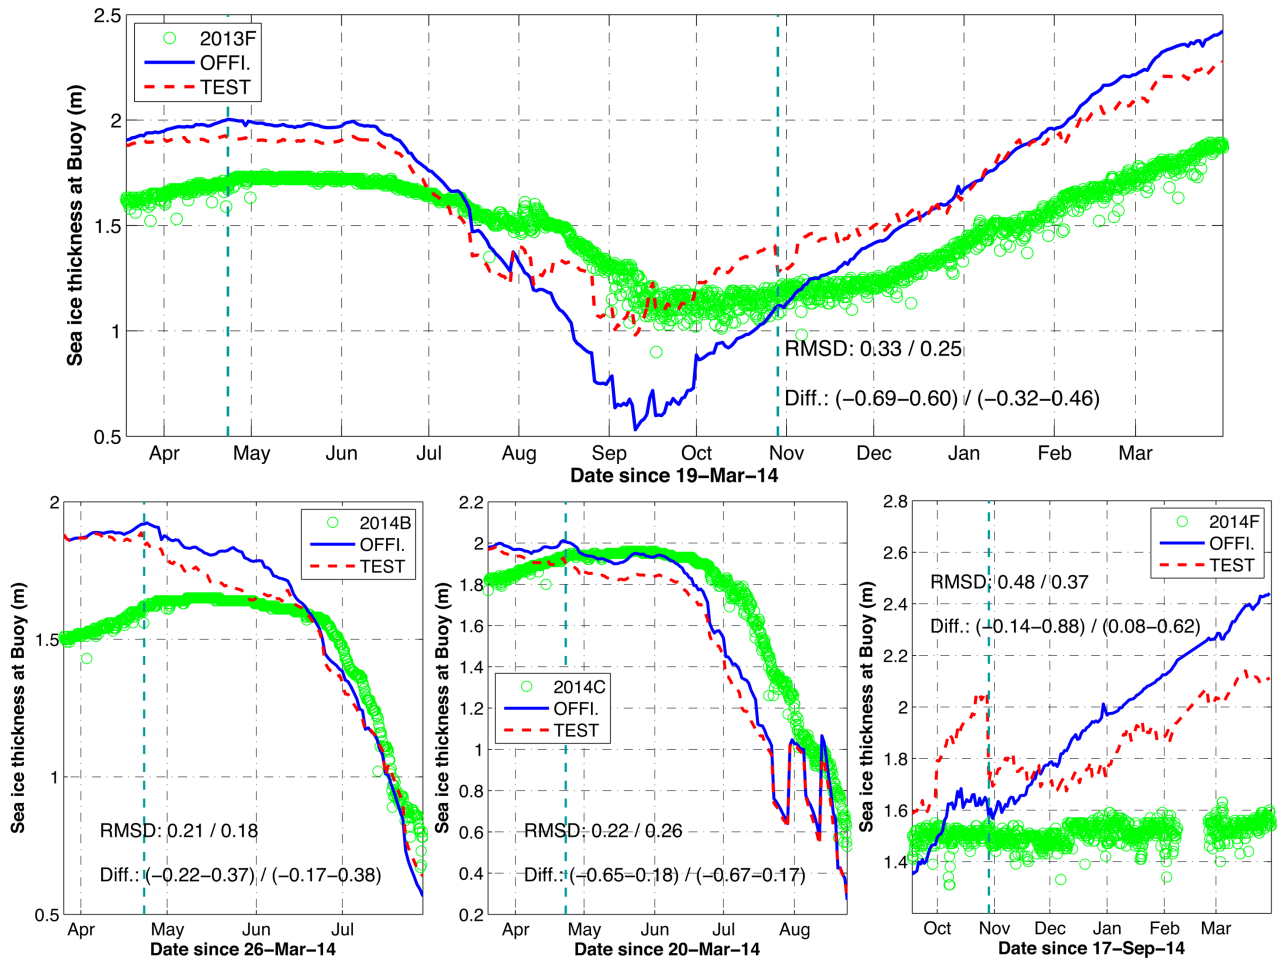 2013F
OFFI.
TEST
Sea ice thickness at Buoy (m)
2.5
2
1.5
1
0.5
RMSD: 0.33 / 0.25
Diff.: (−0.69−0.60) / (−0.32−0.46)
Apr May Jun Jul Aug Sep Oct Nov Dec Jan Feb Mar
Date since 19−Mar−14
2014B
OFFI.
TEST
Sea ice thickness at Buoy (m)
2
1.5
1
0.5
RMSD: 0.21 / 0.18
Diff.: (−0.22−0.37) / (−0.17−0.38)
Apr May Jun Jul
Date since 26−Mar−14
2.2
2
1.8
1.6
1.4
1.2
1
0.8
0.6
0.4
0.2
Sea ice thickness at Buoy (m)
2014C
OFFI.
TEST
RMSD: 0.22 / 0.26
Diff.: (−0.65−0.18) / (−0.67−0.17)
Apr May Jun Jul Aug
Date since 20−Mar−14
2.8
2.6
2.4
2.2
2
1.8
1.6
1.4
Sea ice thickness at Buoy (m)
2014F
OFFI.
TEST
RMSD: 0.48 / 0.37
Diff.: (−0.14−0.88) / (0.08−0.62)
Oct Nov Dec Jan Feb Mar
Date since 17−Sep−14